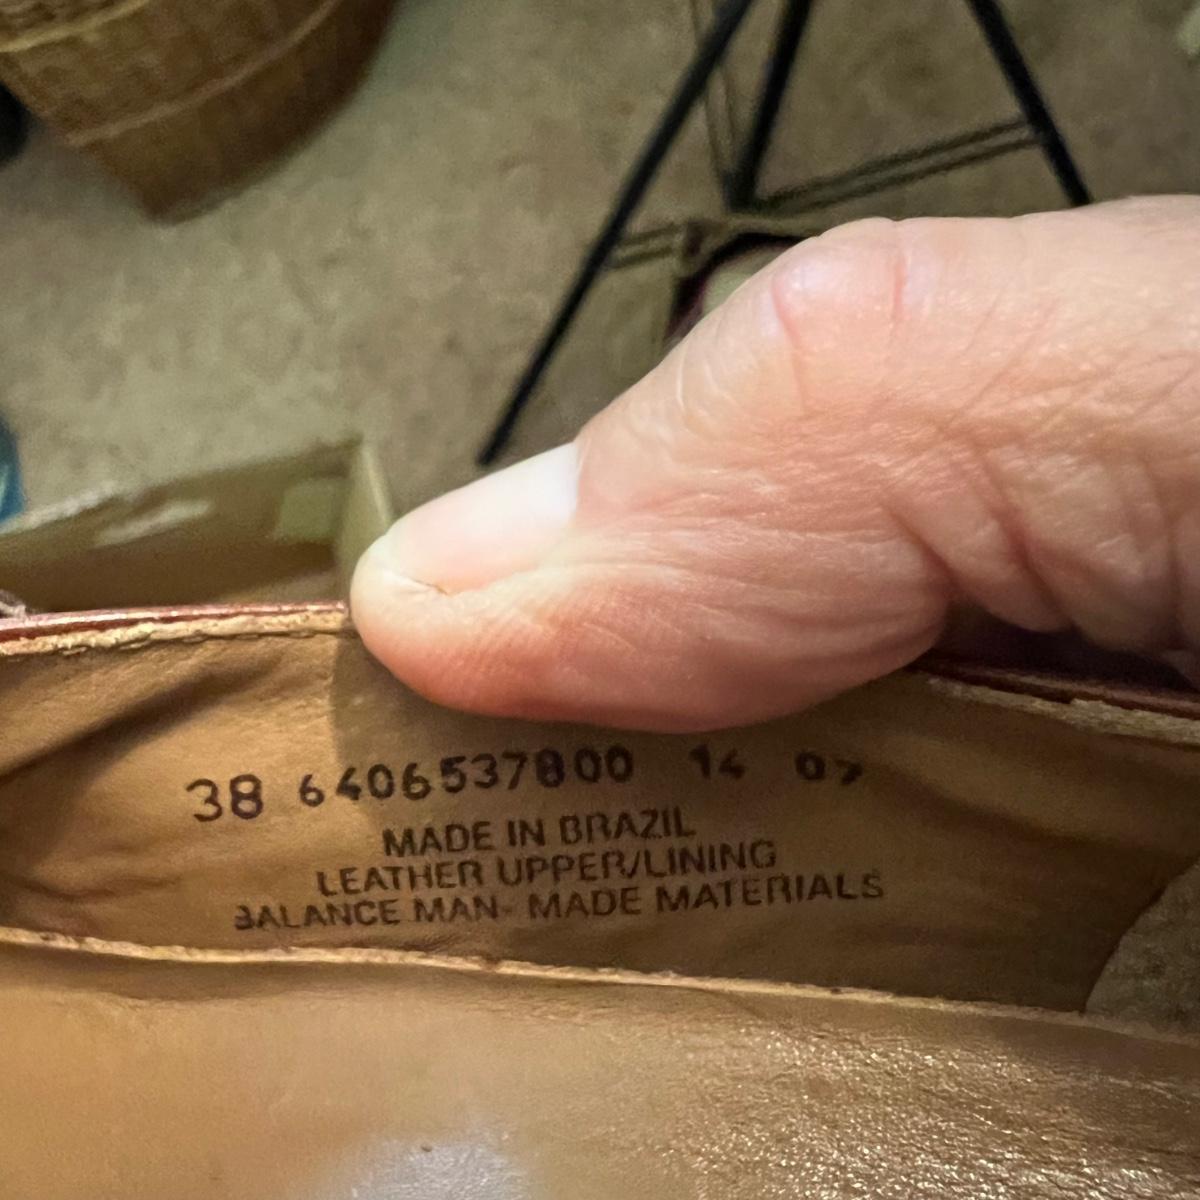 38 6406537800 14 07
MADE IN BRAZIL
LEATHER UPPER/LINING
BALANCE MAN- MADE MATERIALS